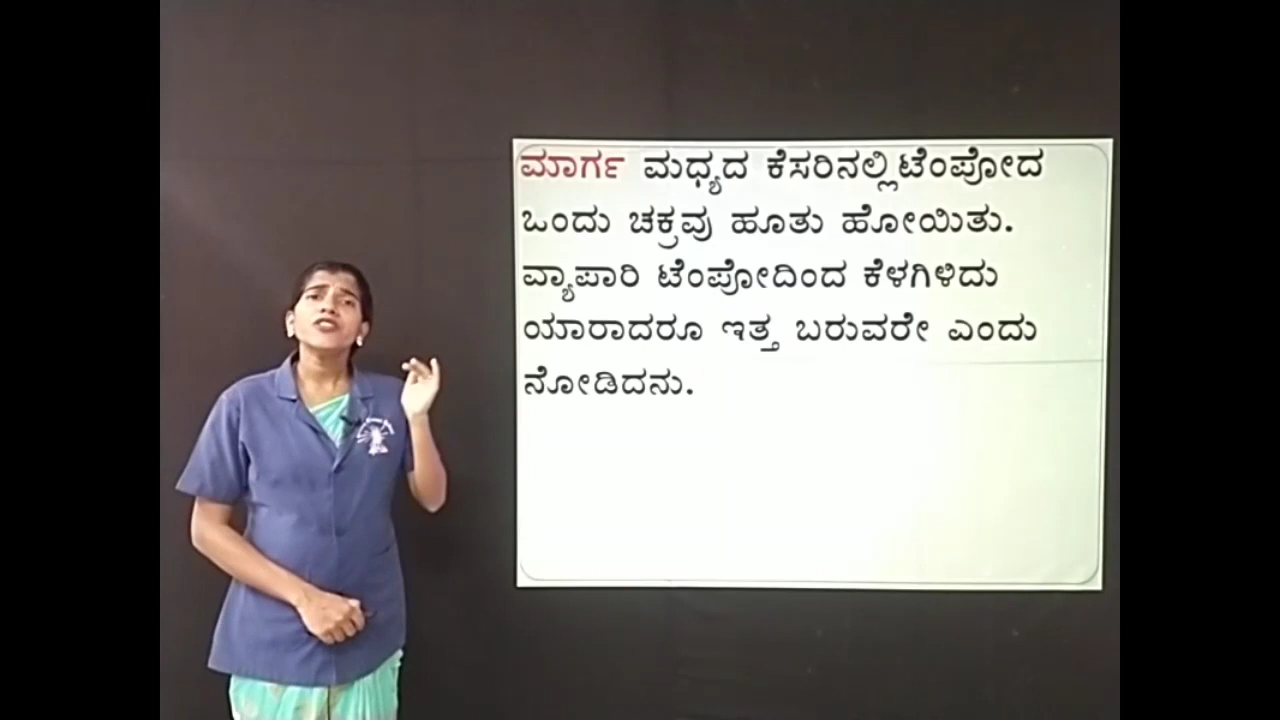 ಮಾರ್ಗ ಮಧ್ಯದ ಕೆಸರಿನಲ್ಲಿ ಟೆಂಪೋದ
ಒಂದು ಚಕ್ರವು ಹೂತು ಹೋಯಿತು.
ವ್ಯಾಪಾರಿ ಟೆಂಪೋದಿಂದ ಕೆಳಗಿಳಿದು
ಯಾರಾದರೂ ಇತ್ತ ಬರುವರೇ ಎಂದು
ನೋಡಿದನು.